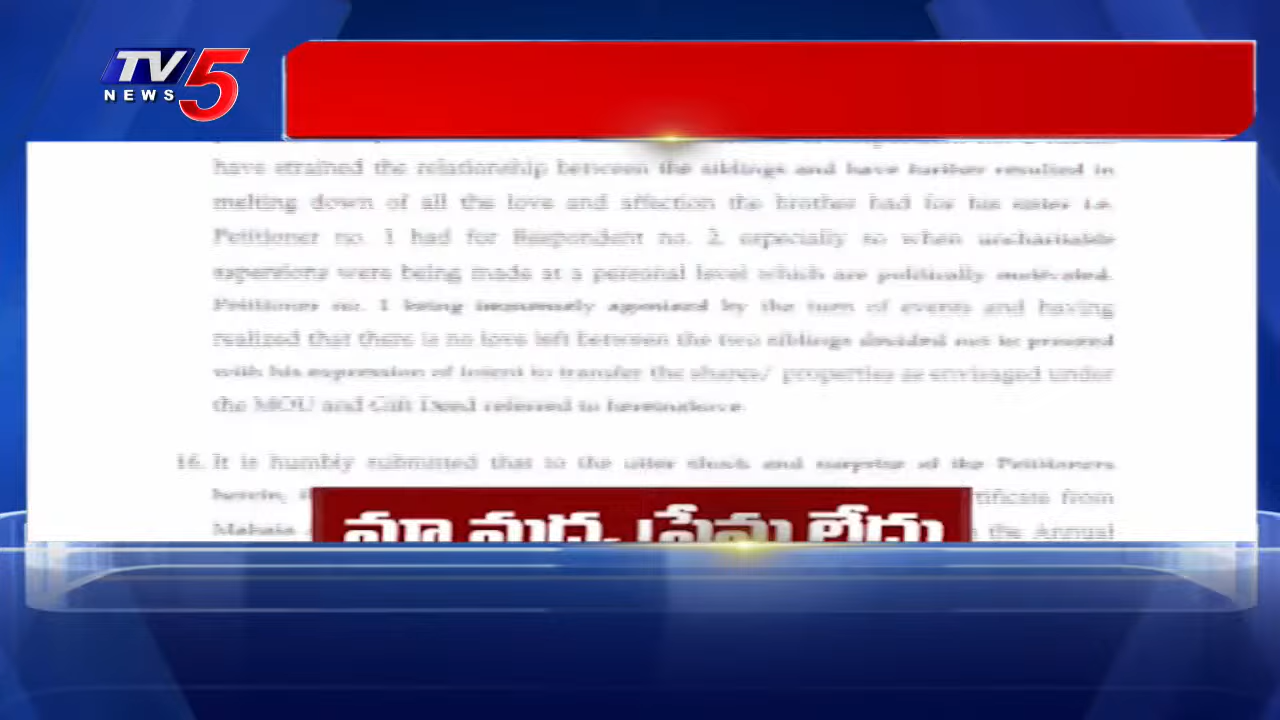 TV5
NEWS
have strained the relationship between the siblings and have further resulted in
melting down of all the love and affection the brother had for his sister i.e.
Petitioner no. 1 had for Respondent no. 2, especially so when uncharitable
aspersions were being made at a personal level which are politically motivated.
Petitioner no. 1 being immensely agonized by the turn of events and having
realized that there is no love left between the two siblings decided not to proceed
with his expression of intent to transfer the shares/ properties as envisaged under
the MOU and Gift Deed referred to hereinabove.
16. It is humbly submitted that to the utter shock and surprise of the Petitioners
herein, from
the Annual
మా మధ్య ప్రేమ లేదు